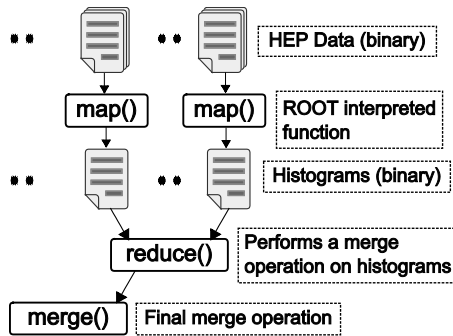 HEP Data (binary)
map()
map()
ROOT interpreted
function
Histograms (binary)
reduce()
Performs a merge
operation on histograms
merge()
Final merge operation